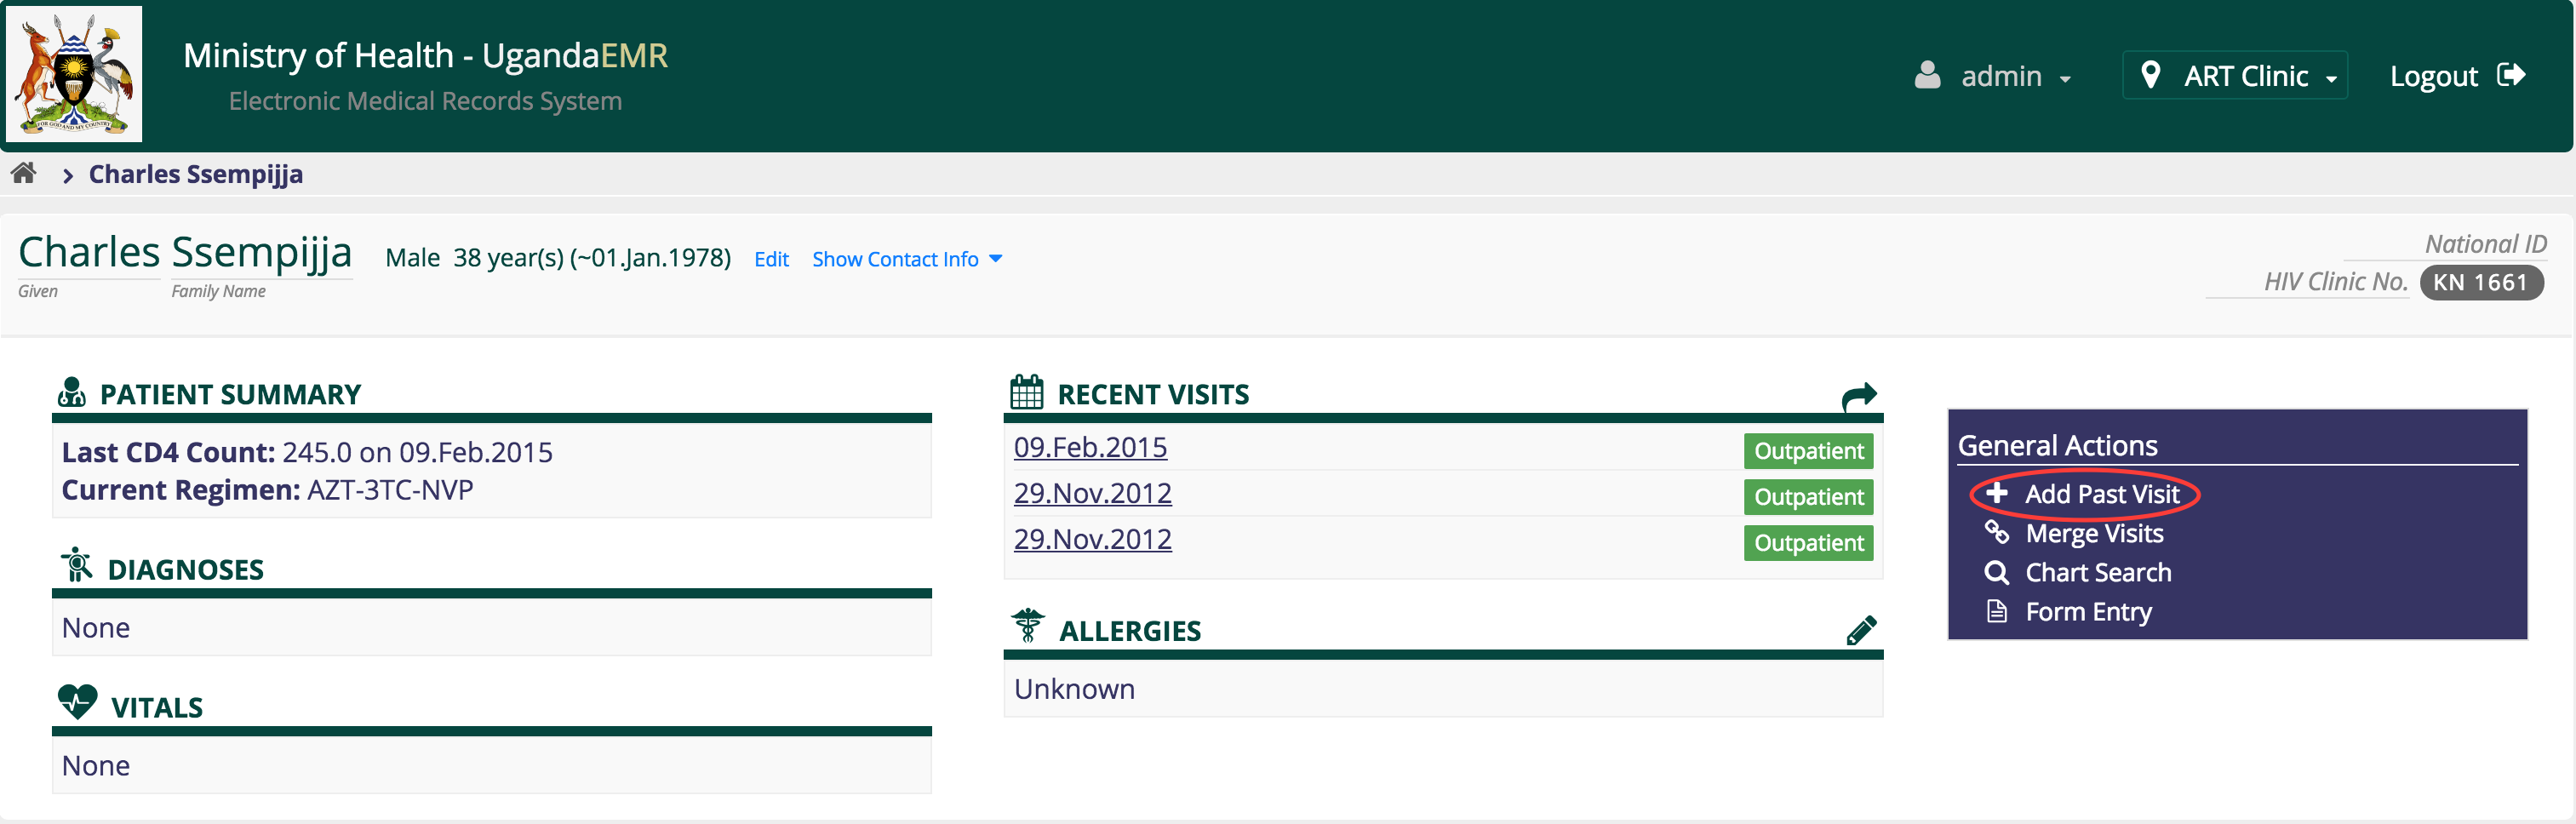 Ministry of Health - UgandaEMR
Electronic Medical Records System
FOR GOD AND MY COUNTRY
admin
ART Clinic
Logout
Charles Ssempijja
Charles Ssempijja
Given
Family Name
Male 38 year(s) (~01.Jan.1978)
Edit
Show Contact Info
National ID
HIV Clinic No. KN 1661
PATIENT SUMMARY
Last CD4 Count: 245.0 on 09.Feb.2015
Current Regimen: AZT-3TC-NVP
DIAGNOSES
None
VITALS
None
RECENT VISITS
09.Feb.2015 Outpatient
29.Nov.2012 Outpatient
29.Nov.2012 Outpatient
ALLERGIES
Unknown
General Actions
Add Past Visit
Merge Visits
Chart Search
Form Entry